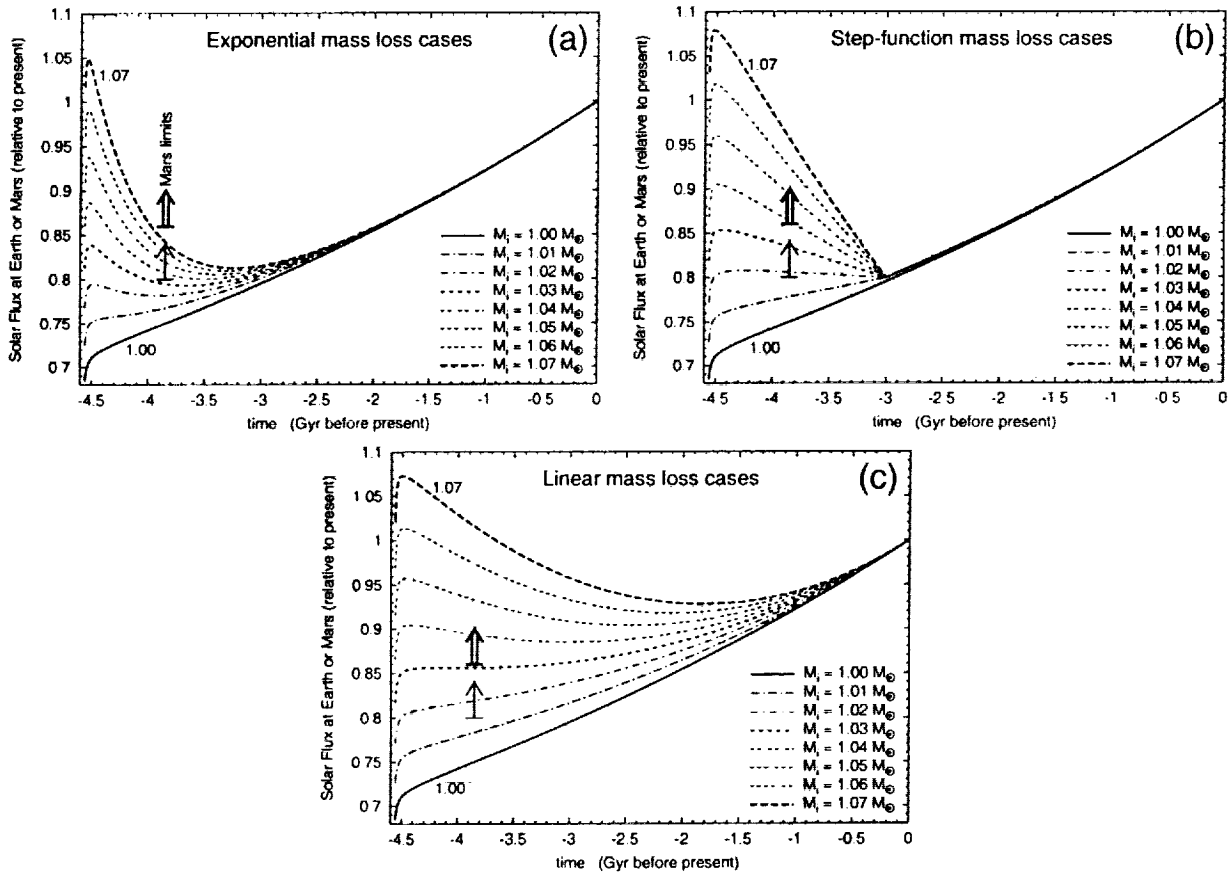 Exponential mass loss cases
(a)
Solar Flux at Earth or Mars (relative to present)
1.1
1.05
1
0.95
0.9
0.85
0.8
0.75
0.7
1.07
Mars limits
1.00
M_i = 1.00 M_⊙
M_i = 1.01 M_⊙
M_i = 1.02 M_⊙
M_i = 1.03 M_⊙
M_i = 1.04 M_⊙
M_i = 1.05 M_⊙
M_i = 1.06 M_⊙
M_i = 1.07 M_⊙
-4.5 -4 -3.5 -3 -2.5 -2 -1.5 -1 -0.5 0
time (Gyr before present)
Step-function mass loss cases
(b)
Solar Flux at Earth or Mars (relative to present)
1.1
1.05
1
0.95
0.9
0.85
0.8
0.75
0.7
1.07
1.00
M_i = 1.00 M_⊙
M_i = 1.01 M_⊙
M_i = 1.02 M_⊙
M_i = 1.03 M_⊙
M_i = 1.04 M_⊙
M_i = 1.05 M_⊙
M_i = 1.06 M_⊙
M_i = 1.07 M_⊙
-4.5 -4 -3.5 -3 -2.5 -2 -1.5 -1 -0.5 0
time (Gyr before present)
Linear mass loss cases
(c)
Solar Flux at Earth or Mars (relative to present)
1.1
1 05
1
0 95
0.9
0.85
0 8
0 75
0 7
1.07
1.00
M_i = 1.00 M_⊙
M_i = 1.01 M_⊙
M_i = 1.02 M_⊙
M_i = 1.03 M_⊙
M_i = 1.04 M_⊙
M_i = 1.05 M_⊙
M_i = 1.06 M_⊙
M_i = 1.07 M_⊙
-4.5 -4 -3.5 -3 -2.5 -2 -1.5 -1 -0.5 0
time (Gyr before present)